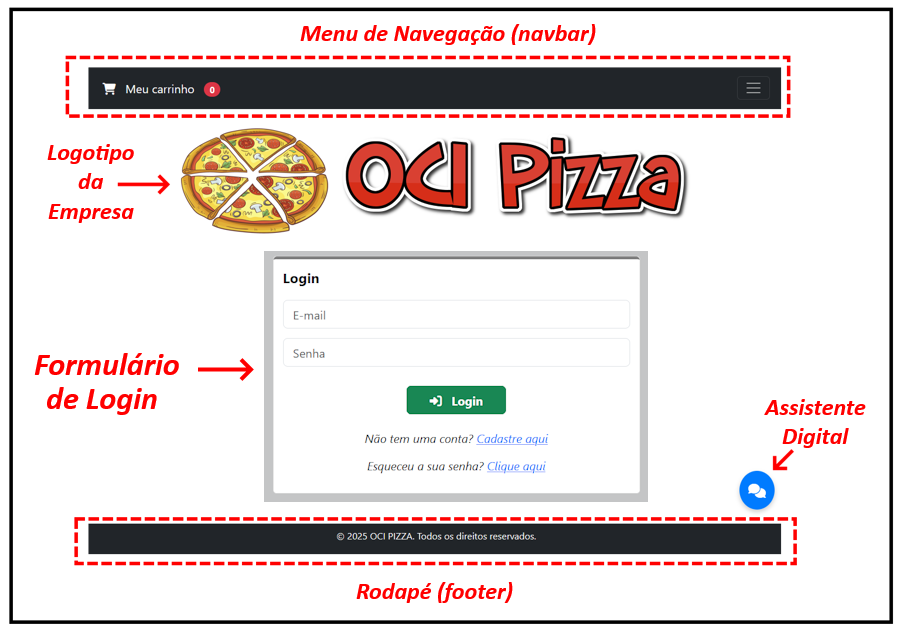 Menu de Navegação (navbar)
Meu carrinho 0
Logotipo
da
Empresa
OCI Pizza
Login
E-mail
Senha
Formulário
de Login
Login
Não tem uma conta? Cadastre aqui
Esqueceu a sua senha? Clique aqui
Assistente
Digital
© 2025 OCI PIZZA. Todos os direitos reservados.
Rodapé (footer)